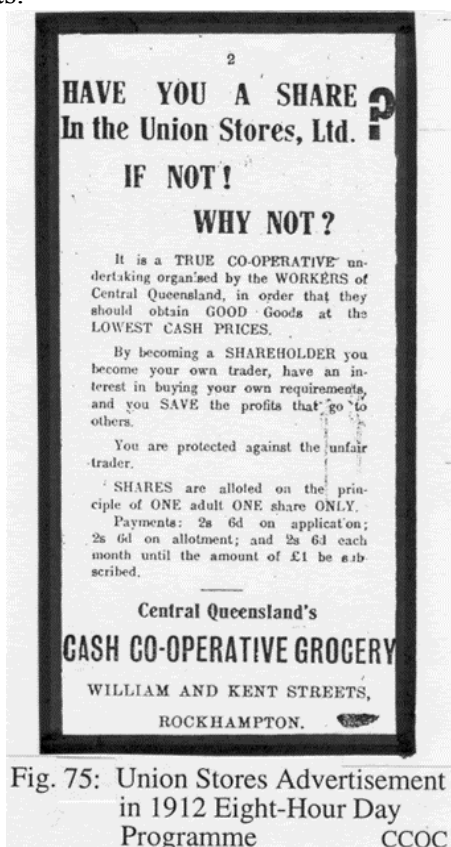 ts.
2
HAVE YOU A SHARE
In the Union Stores, Ltd. ?
IF NOT!
WHY NOT?
It is a TRUE CO-OPERATIVE un-
dertaking organised by the WORKERS of
Central Queensland, in order that they
should obtain GOOD Goods at the
LOWEST CASH PRICES.
By becoming a SHAREHOLDER you
become your own trader, have an in-
terest in buying your own requirements,
and you SAVE the profits that go to
others.
You are protected against the unfair
trader.
SHARES are alloted on the prin-
ciple of ONE adult ONE share ONLY.
Payments: 2s 6d on application;
2s 6d on allotment; and 2s 6d each
month until the amount of £1 be sub
scribed.
Central Queensland's
CASH CO-OPERATIVE GROCERY
WILLIAM AND KENT STREETS,
ROCKHAMPTON.
Fig. 75: Union Stores Advertisement
in 1912 Eight-Hour Day
Programme CCOC